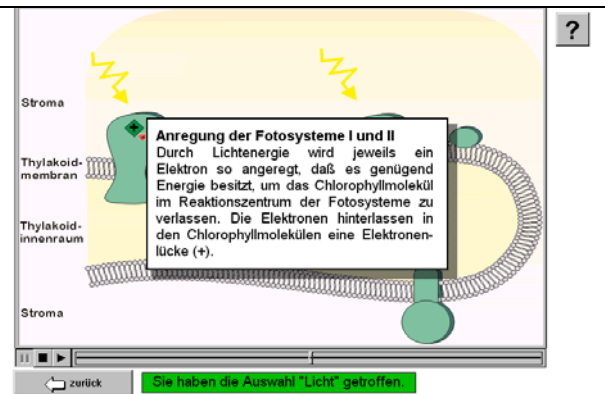 ?
Stroma
Anregung der Fotosysteme I und II
Durch Lichtenergie wird jeweils ein
Elektron so angeregt, daß es genügend
Energie besitzt, um das Chlorophyllmolekül
im Reaktionszentrum der Fotosysteme zu
verlassen. Die Elektronen hinterlassen in
den Chlorophyllmolekülen eine Elektronen-
lücke (+).
Thylakoid-
membran
Thylakoid-
innenraum
Stroma
zurück
Sie haben die Auswahl "Licht" getroffen.